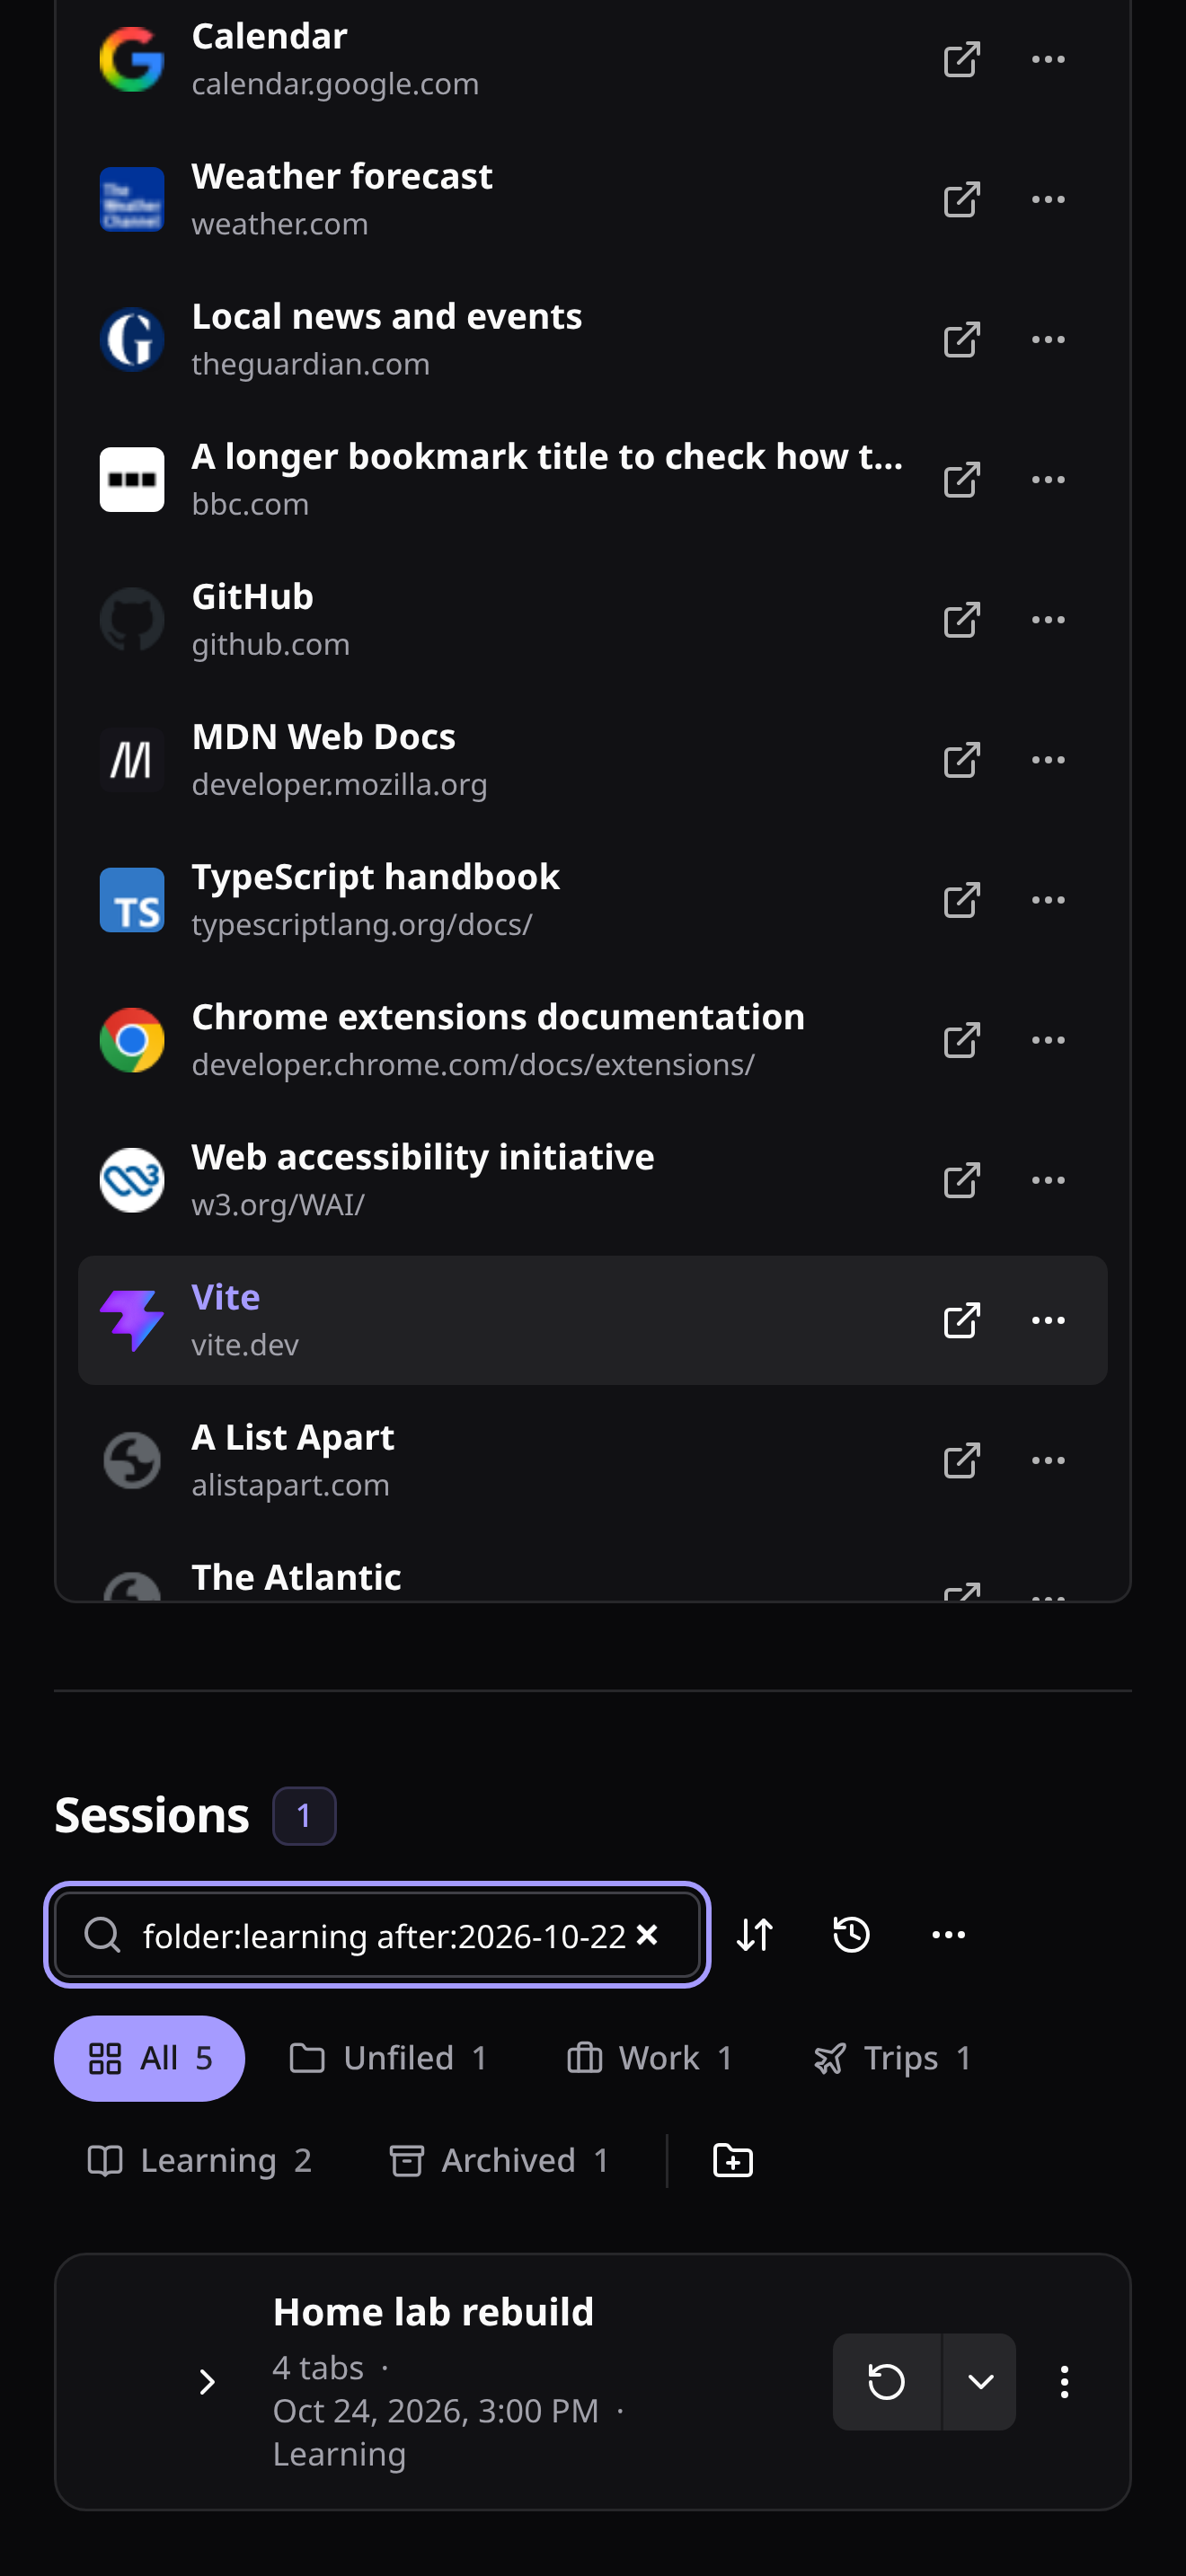 Calendar
calendar.google.com
The Weather Channel
Weather forecast
weather.com
G
Local news and events
theguardian.com
A longer bookmark title to check how t...
bbc.com
GitHub
github.com
M
MDN Web Docs
developer.mozilla.org
TS
TypeScript handbook
typescriptlang.org/docs/
Chrome extensions documentation
developer.chrome.com/docs/extensions/
Web accessibility initiative
w3.org/WAI/
Vite
vite.dev
A List Apart
alistapart.com
The Atlantic
Sessions 1
folder:learning after:2026-10-22
All 5 Unfiled 1 Work 1 Trips 1
Learning 2 Archived 1
Home lab rebuild
4 tabs ·
Oct 24, 2026, 3:00 PM ·
Learning